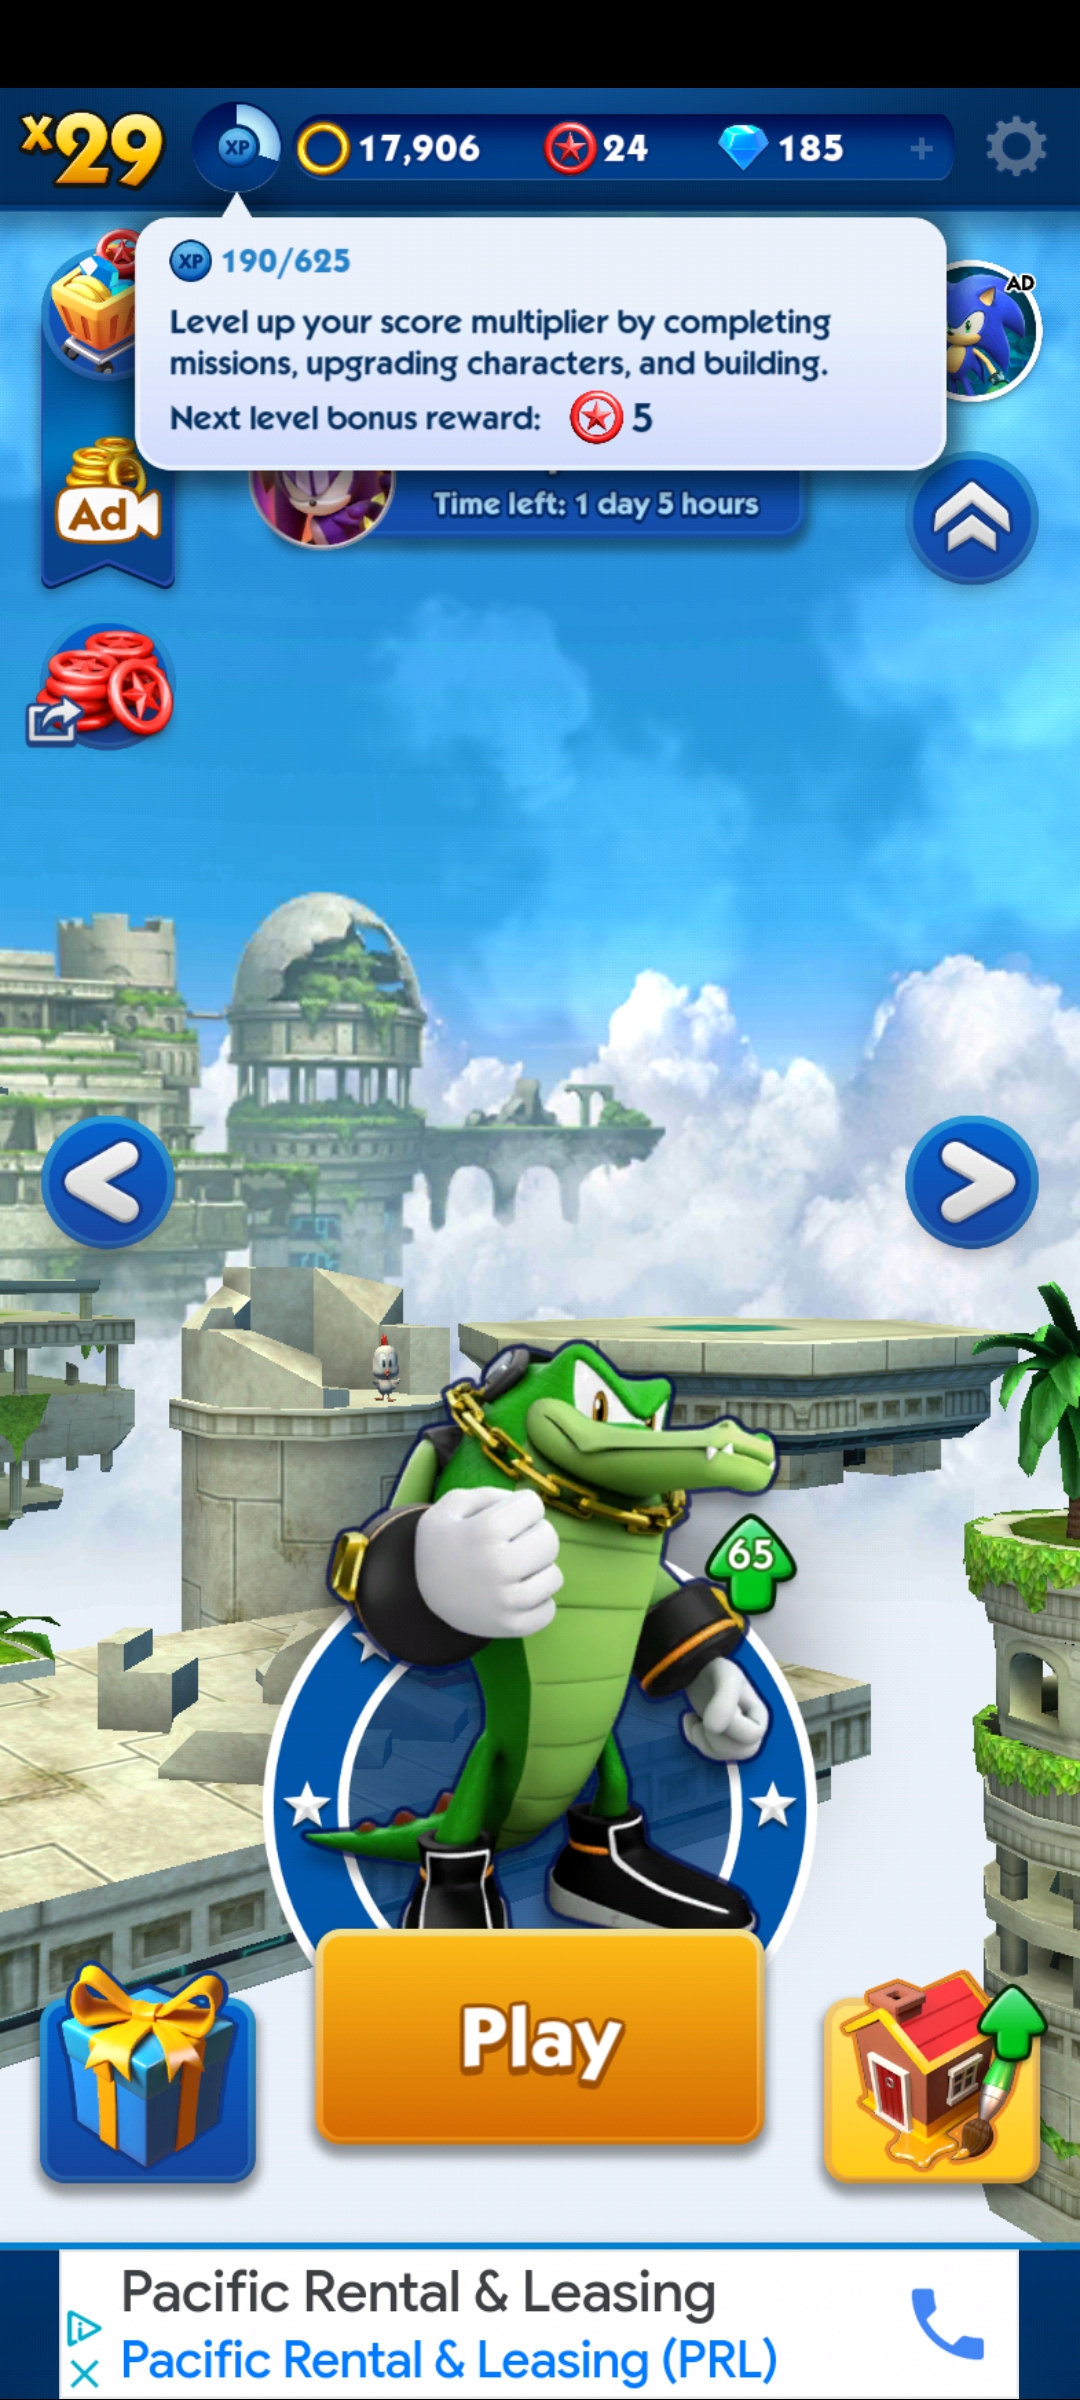 x29
XP
17,906
24
185
+
XP 190/625
Level up your score multiplier by completing
missions, upgrading characters, and building.
Next level bonus reward: 5
AD
Time left: 1 day 5 hours
Ad
65
Play
Pacific Rental & Leasing
Pacific Rental & Leasing (PRL)